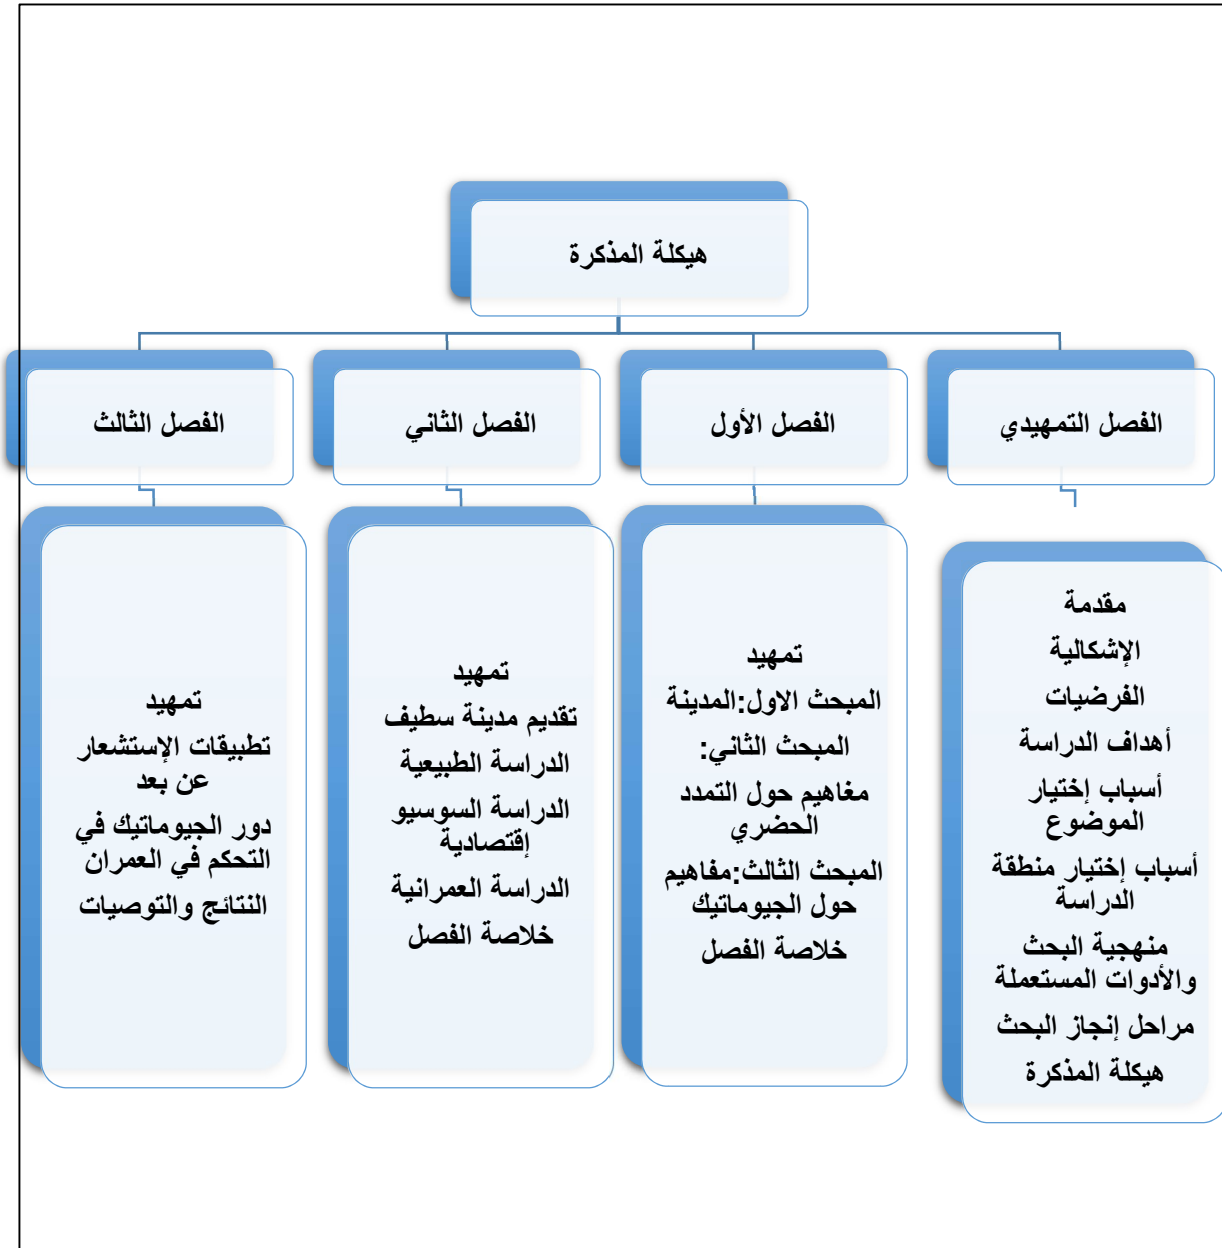 هيكلة المذكرة
الفصل التمهيدي
الفصل الأول
الفصل الثاني
الفصل الثالث
مقدمة
الإشكالية
الفرضيات
أهداف الدراسة
أسباب إختيار
الموضوع
أسباب إختيار منطقة
الدراسة
منهجية البحث
والأدوات المستعملة
مراحل إنجاز البحث
هيكلة المذكرة
تمهيد
المبحث الاول:المدينة
المبحث الثاني:
مفاهيم حول التمدد
الحضري
المبحث الثالث:مفاهيم
حول الجيوماتيك
خلاصة الفصل
تمهيد
تقديم مدينة سطيف
الدراسة الطبيعية
الدراسة السوسيو
إقتصادية
الدراسة العمرانية
خلاصة الفصل
تمهيد
تطبيقات الإستشعار
عن بعد
دور الجيوماتيك في
التحكم في العمران
النتائج والتوصيات